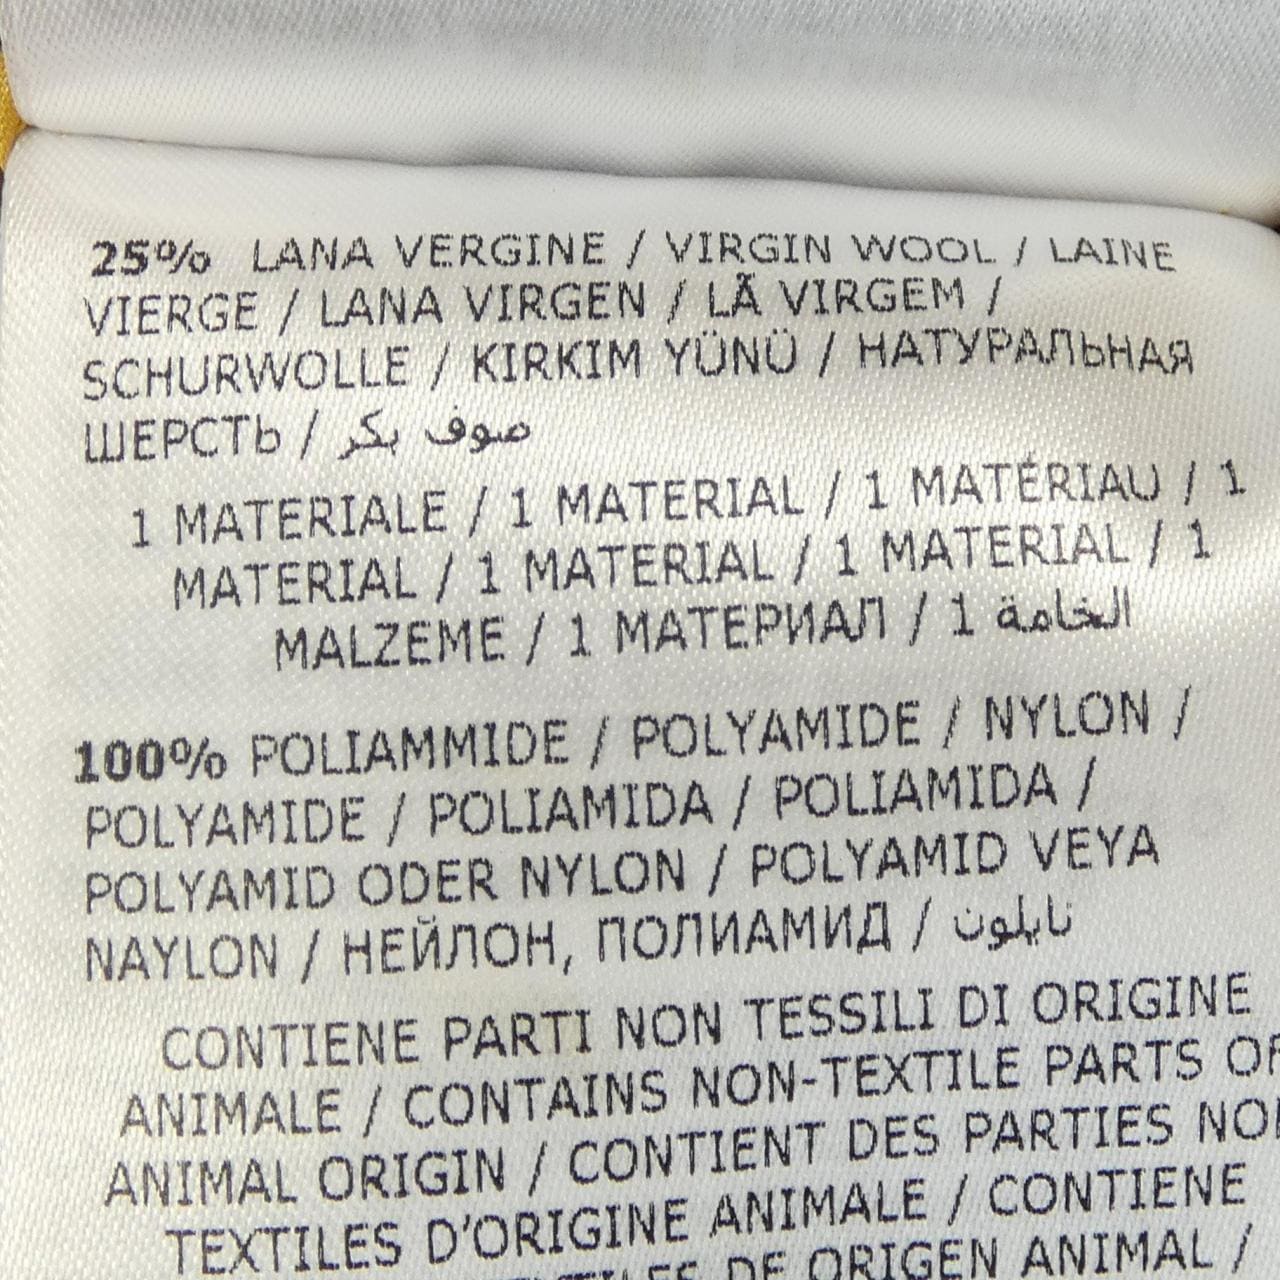 25% LANA VERGINE / VIRGIN WOOL / LAINE
VIERGE / LANA VIRGEN / LÃ VIRGEM /
SCHURWOLLE / KIRKIM YÜNÜ / НАТУРАЛЬНАЯ
ШЕРСТЬ / صوف بكر
1 MATERIALE / 1 MATERIAL / 1 MATÉRIAU / 1
MATERIAL / 1 MATERIAL / 1 MATERIAL / 1
MALZEME / 1 МАТЕРИАЛ / 1 الخامة
100% POLIAMMIDE / POLYAMIDE / NYLON /
POLYAMIDE / POLIAMIDA / POLIAMIDA /
POLYAMID ODER NYLON / POLYAMID VEYA
NAYLON / НЕЙЛОН, ПОЛИАМИД / نايلون
CONTIENE PARTI NON TESSILI DI ORIGINE
ANIMALE / CONTAINS NON-TEXTILE PARTS OF
ANIMAL ORIGIN / CONTIENT DES PARTIES NON
TEXTILES D'ORIGINE ANIMALE / CONTIENE
DE ORIGEN ANIMAL /